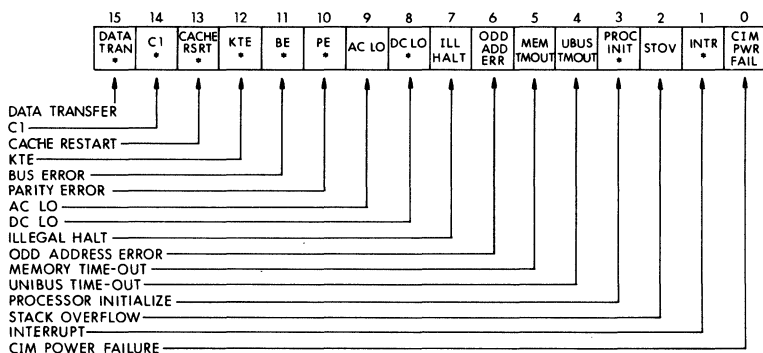 15 14 13 12 11 10 9 8 7 6 5 4 3 2 1 0
DATA TRAN * C1 * CACHE RSRT * KTE * BE * PE * AC LO DC LO * ILL HALT ODD ADD ERR MEM TMOUT UBUS TMOUT PROC INIT * STOV INTR * CIM PWR FAIL
DATA TRANSFER
C1
CACHE RESTART
KTE
BUS ERROR
PARITY ERROR
AC LO
DC LO
ILLEGAL HALT
ODD ADDRESS ERROR
MEMORY TIME-OUT
UNIBUS TIME-OUT
PROCESSOR INITIALIZE
STACK OVERFLOW
INTERRUPT
CIM POWER FAILURE